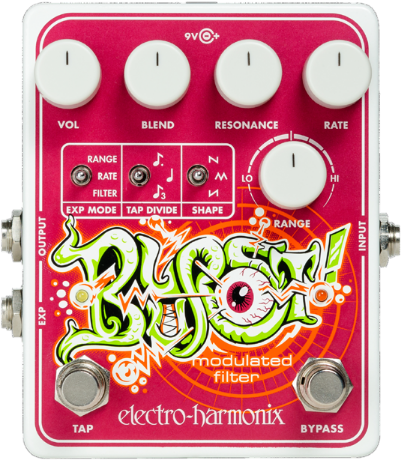 9V
VOL BLEND RESONANCE RATE
RANGE
RATE
FILTER
3
EXP MODE TAP DIVIDE SHAPE
LO HI
RANGE
OUTPUT
INPUT
EXP
modulated
filter
electro-harmonix
TAP BYPASS